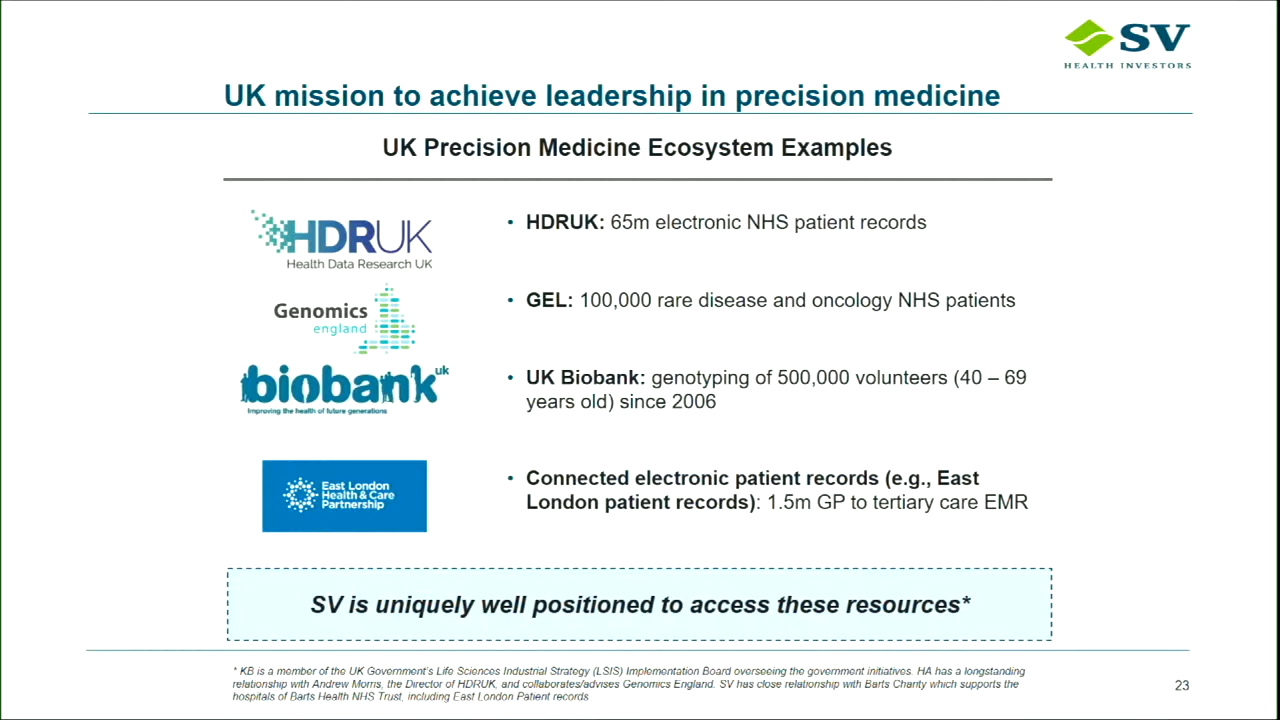 SV
HEALTH INVESTORS
UK mission to achieve leadership in precision medicine
UK Precision Medicine Ecosystem Examples
HDRUK
Health Data Research UK
• HDRUK: 65m electronic NHS patient records
Genomics
england
• GEL: 100,000 rare disease and oncology NHS patients
biobank uk
Improving the health of future generations
• UK Biobank: genotyping of 500,000 volunteers (40 – 69
years old) since 2006
East London
Health & Care
Partnership
• Connected electronic patient records (e.g., East
London patient records): 1.5m GP to tertiary care EMR
SV is uniquely well positioned to access these resources*
* KB is a member of the UK Government's Life Sciences Industrial Strategy (LSIS) Implementation Board overseeing the government initiatives. HA has a longstanding
relationship with Andrew Morris, the Director of HDRUK, and collaborates/advises Genomics England. SV has close relationship with Barts Charity which supports the
hospitals of Barts Health NHS Trust, including East London Patient records
23